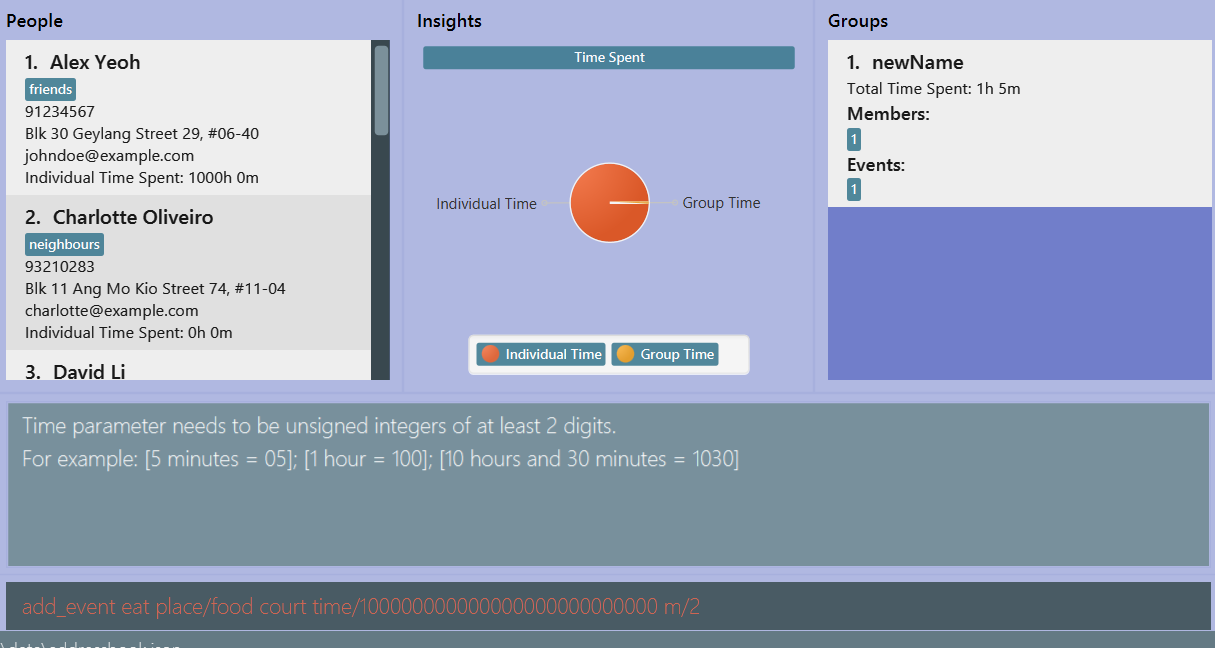 People
1. Alex Yeoh
friends
91234567
Blk 30 Geylang Street 29, #06-40
johndoe@example.com
Individual Time Spent: 1000h 0m
2. Charlotte Oliveiro
neighbours
93210283
Blk 11 Ang Mo Kio Street 74, #11-04
charlotte@example.com
Individual Time Spent: 0h 0m
3. David Li
Insights
Time Spent
Individual Time
Group Time
Individual Time Group Time
Groups
1. newName
Total Time Spent: 1h 5m
Members:
1
Events:
1
Time parameter needs to be unsigned integers of at least 2 digits.
For example: [5 minutes = 05]; [1 hour = 100]; [10 hours and 30 minutes = 1030]
add_event eat place/food court time/100000000000000000000000000 m/2
\data\addressbook.json